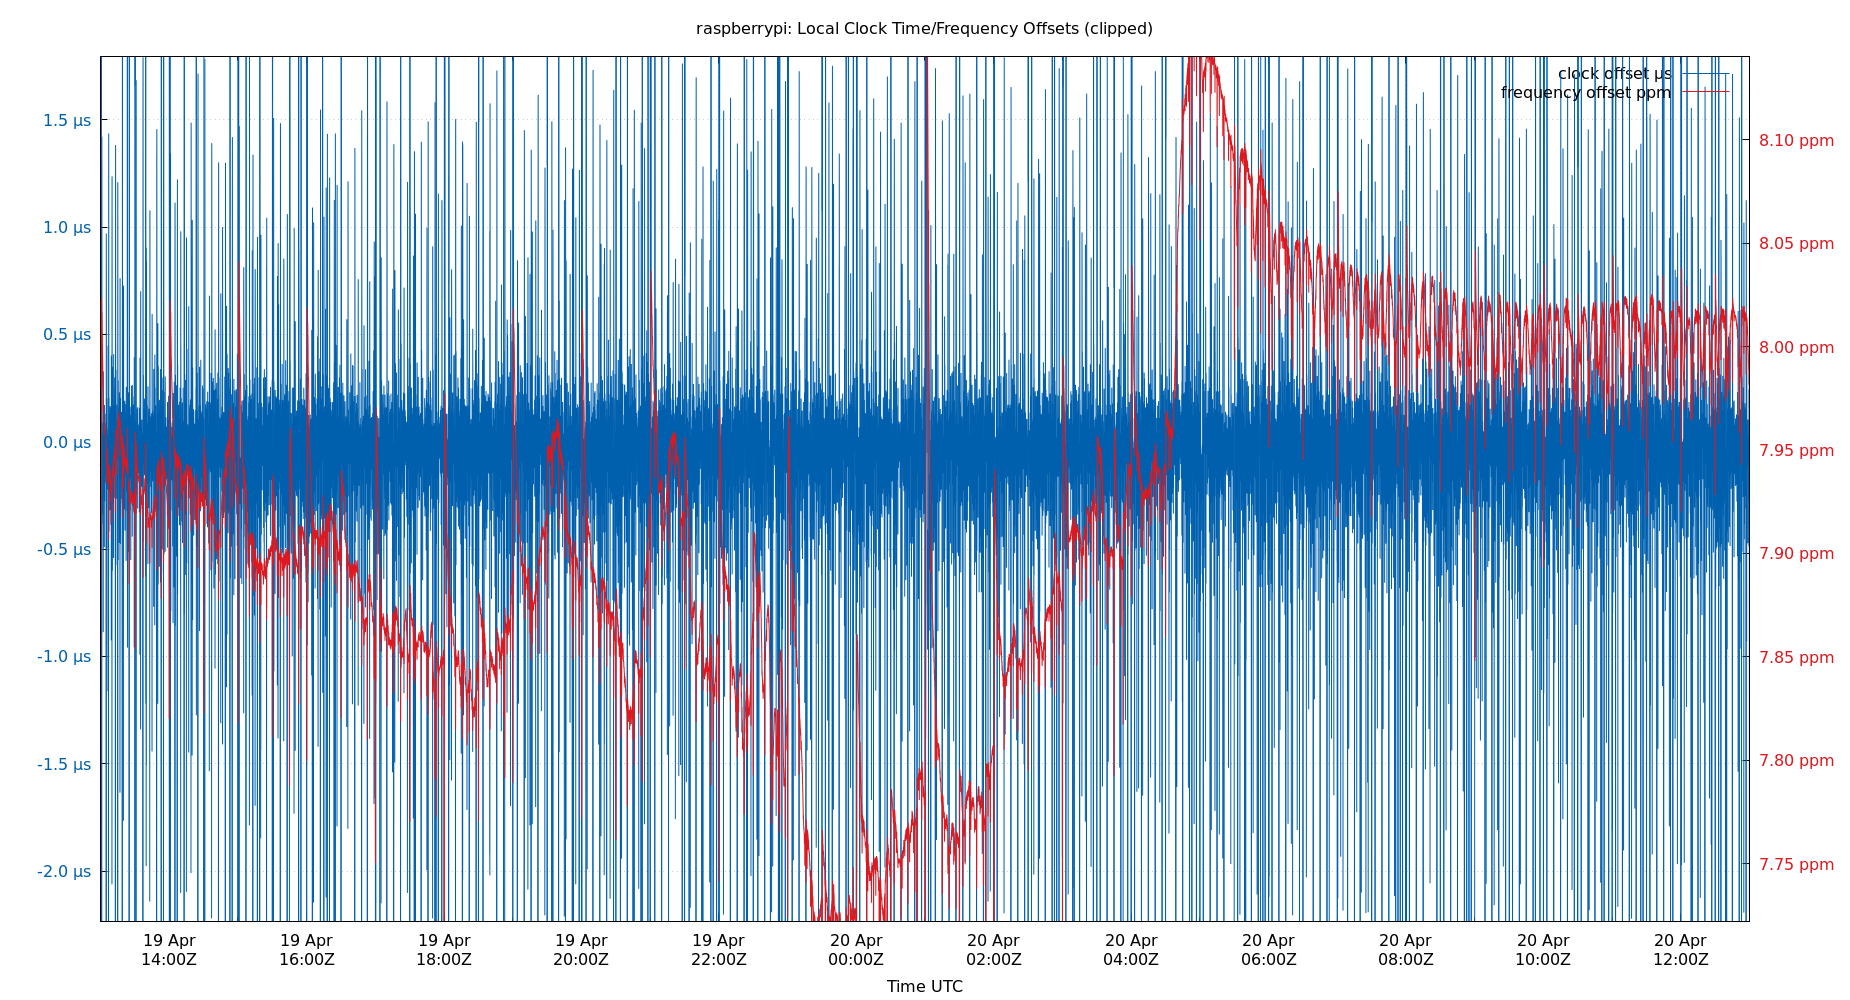 raspberrypi: Local Clock Time/Frequency Offsets (clipped)
clock offset µs
frequency offset ppm
1.5 µs
1.0 µs
0.5 µs
0.0 µs
-0.5 µs
-1.0 µs
-1.5 µs
-2.0 µs
8.10 ppm
8.05 ppm
8.00 ppm
7.95 ppm
7.90 ppm
7.85 ppm
7.80 ppm
7.75 ppm
19 Apr
14:00Z
19 Apr
16:00Z
19 Apr
18:00Z
19 Apr
20:00Z
19 Apr
22:00Z
20 Apr
00:00Z
20 Apr
02:00Z
20 Apr
04:00Z
20 Apr
06:00Z
20 Apr
08:00Z
20 Apr
10:00Z
20 Apr
12:00Z
Time UTC